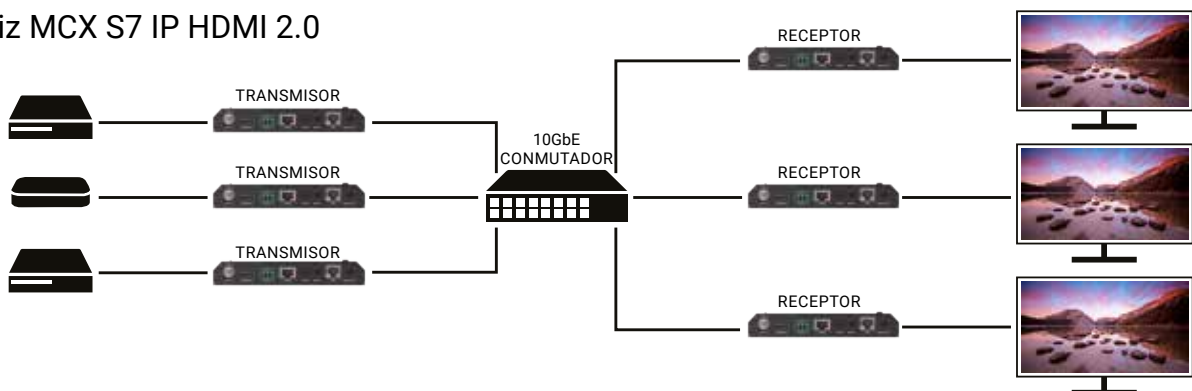 iz MCX S7 IP HDMI 2.0
RECEPTOR
TRANSMISOR
10GbE
CONMUTADOR
TRANSMISOR
RECEPTOR
TRANSMISOR
RECEPTOR